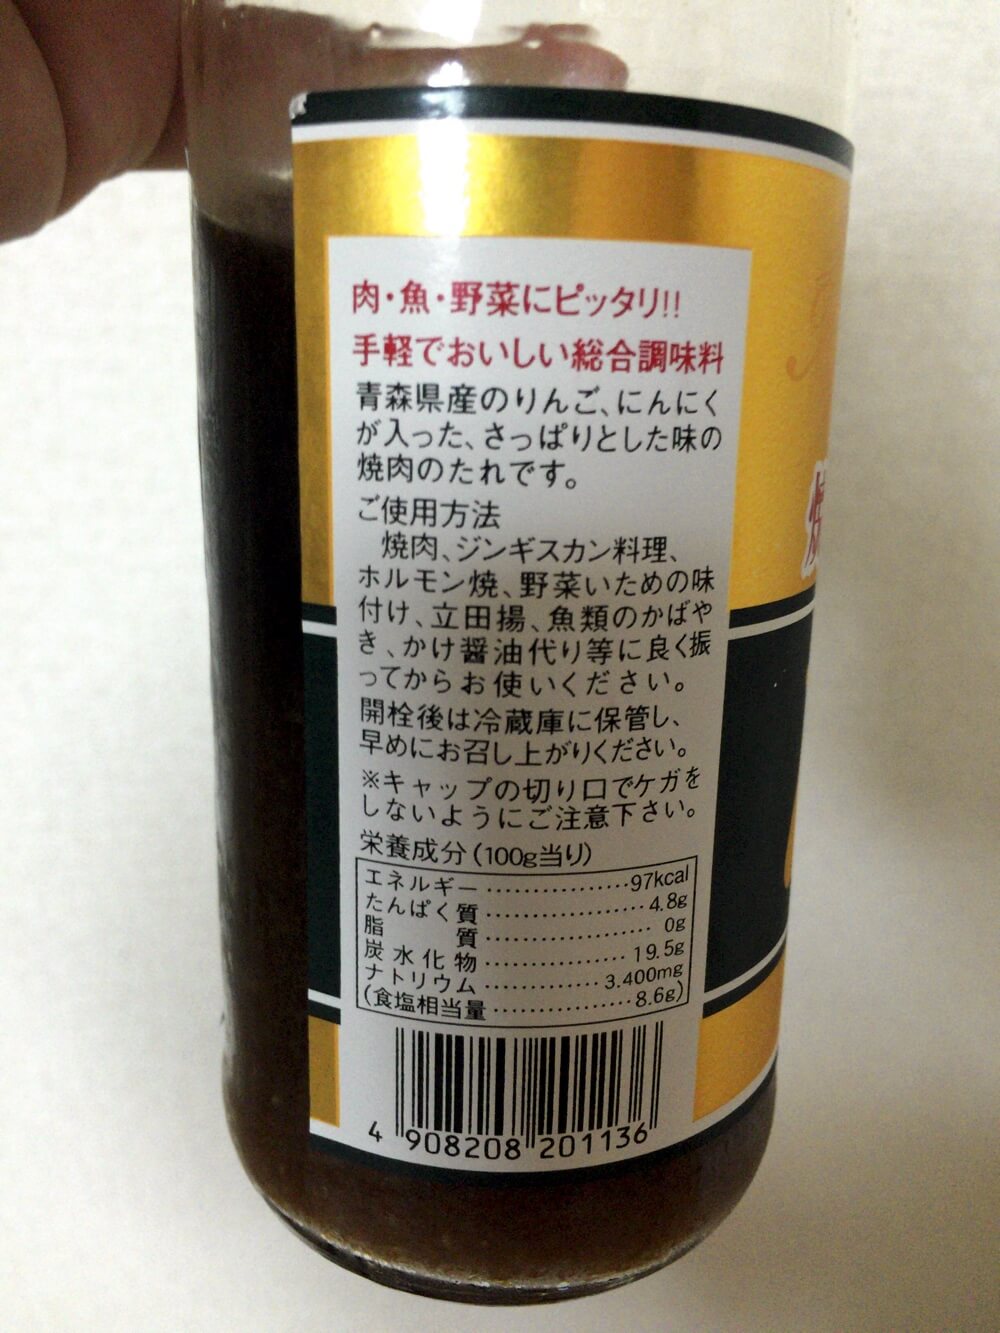 肉・魚・野菜にピッタリ!!
手軽でおいしい総合調味料
青森県産のりんご、にんにく
が入った、さっぱりとした味の
焼肉のたれです。
ご使用方法
焼肉、ジンギスカン料理、
ホルモン焼、野菜いための味
付け、立田揚、魚類のかばや
き、かけ醤油代り等に良く振
ってからお使いください。
開栓後は冷蔵庫に保管し、
早めにお召し上がりください。
※キャップの切り口でケガを
しないようにご注意下さい。
栄養成分(100g当り)
エネルギー………………97kcal
たんぱく質………………4.8g
脂　　質………………0g
炭水化物………………19.5g
ナトリウム……………3.400mg
(食塩相当量……………8.6g)
4 908208 201136